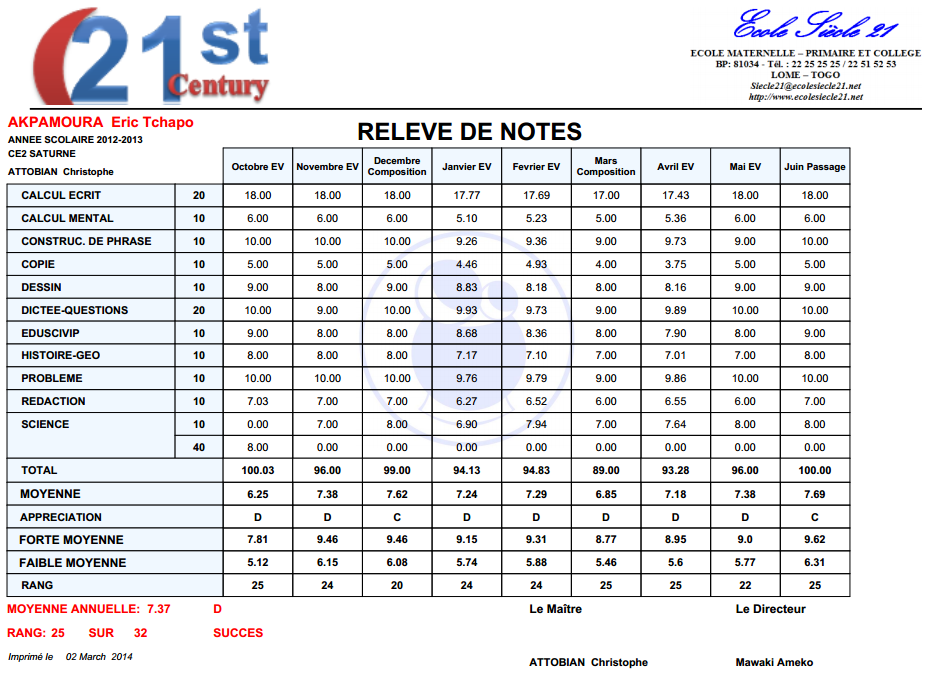 21st
Century
Ecole Siècle 21
ECOLE MATERNELLE – PRIMAIRE ET COLLEGE
BP: 81034 - Tél. : 22 25 25 25 / 22 51 52 53
LOME – TOGO
Siecle21@ecolesiecle21.net
http://www.ecolesiecle21.net
AKPAMOURA Eric Tchapo
RELEVE DE NOTES
ANNEE SCOLAIRE 2012-2013
CE2 SATURNE
ATTOBIAN Christophe
Octobre EV Novembre EV Decembre Composition Janvier EV Fevrier EV Mars Composition Avril EV Mai EV Juin Passage
CALCUL ECRIT 20 18.00 18.00 18.00 17.77 17.69 17.00 17.43 18.00 18.00
CALCUL MENTAL 10 6.00 6.00 6.00 5.10 5.23 5.00 5.36 6.00 6.00
CONSTRUC. DE PHRASE 10 10.00 10.00 10.00 9.26 9.36 9.00 9.73 9.00 10.00
COPIE 10 5.00 5.00 5.00 4.46 4.93 4.00 3.75 5.00 5.00
DESSIN 10 9.00 8.00 9.00 8.83 8.18 8.00 8.16 9.00 9.00
DICTEE-QUESTIONS 20 10.00 9.00 10.00 9.93 9.73 9.00 9.89 10.00 10.00
EDUSCIVIP 10 9.00 8.00 8.00 8.68 8.36 8.00 7.90 8.00 9.00
HISTOIRE-GEO 10 8.00 8.00 8.00 7.17 7.10 7.00 7.01 7.00 8.00
PROBLEME 10 10.00 10.00 10.00 9.76 9.79 9.00 9.86 10.00 10.00
REDACTION 10 7.03 7.00 7.00 6.27 6.52 6.00 6.55 6.00 7.00
SCIENCE 10 0.00 7.00 8.00 6.90 7.94 7.00 7.64 8.00 8.00
40 8.00 0.00 0.00 0.00 0.00 0.00 0.00 0.00 0.00
TOTAL 100.03 96.00 99.00 94.13 94.83 89.00 93.28 96.00 100.00
MOYENNE 6.25 7.38 7.62 7.24 7.29 6.85 7.18 7.38 7.69
APPRECIATION D D C D D D D D C
FORTE MOYENNE 7.81 9.46 9.46 9.15 9.31 8.77 8.95 9.0 9.62
FAIBLE MOYENNE 5.12 6.15 6.08 5.74 5.88 5.46 5.6 5.77 6.31
RANG 25 24 20 24 24 25 25 22 25
MOYENNE ANNUELLE: 7.37 D Le Maître Le Directeur
RANG: 25 SUR 32 SUCCES
Imprimé le 02 March 2014
ATTOBIAN Christophe Mawaki Ameko